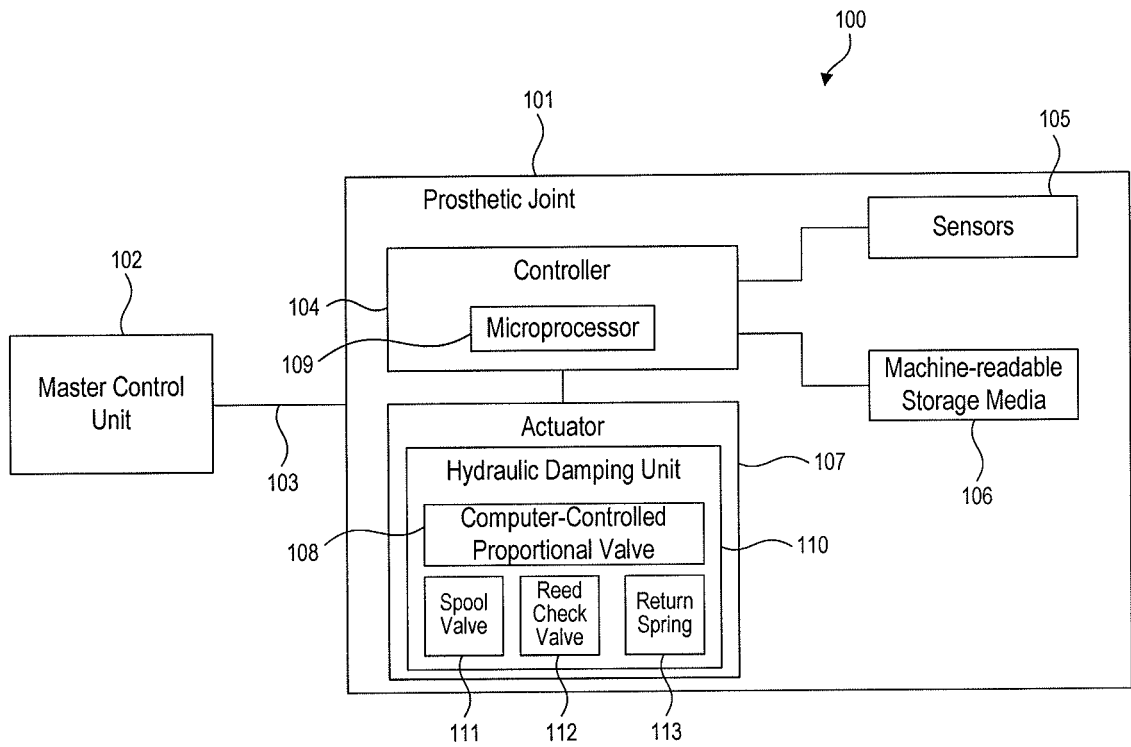 100
101
105
Prosthetic Joint
Sensors
Controller
102
104
Microprocessor
109
Machine-readable
Storage Media
Master Control
Unit
Actuator
103
107
106
Hydraulic Damping Unit
108
Computer-Controlled
Proportional Valve
110
Spool
Valve
Reed
Check
Valve
Return
Spring
111
112
113